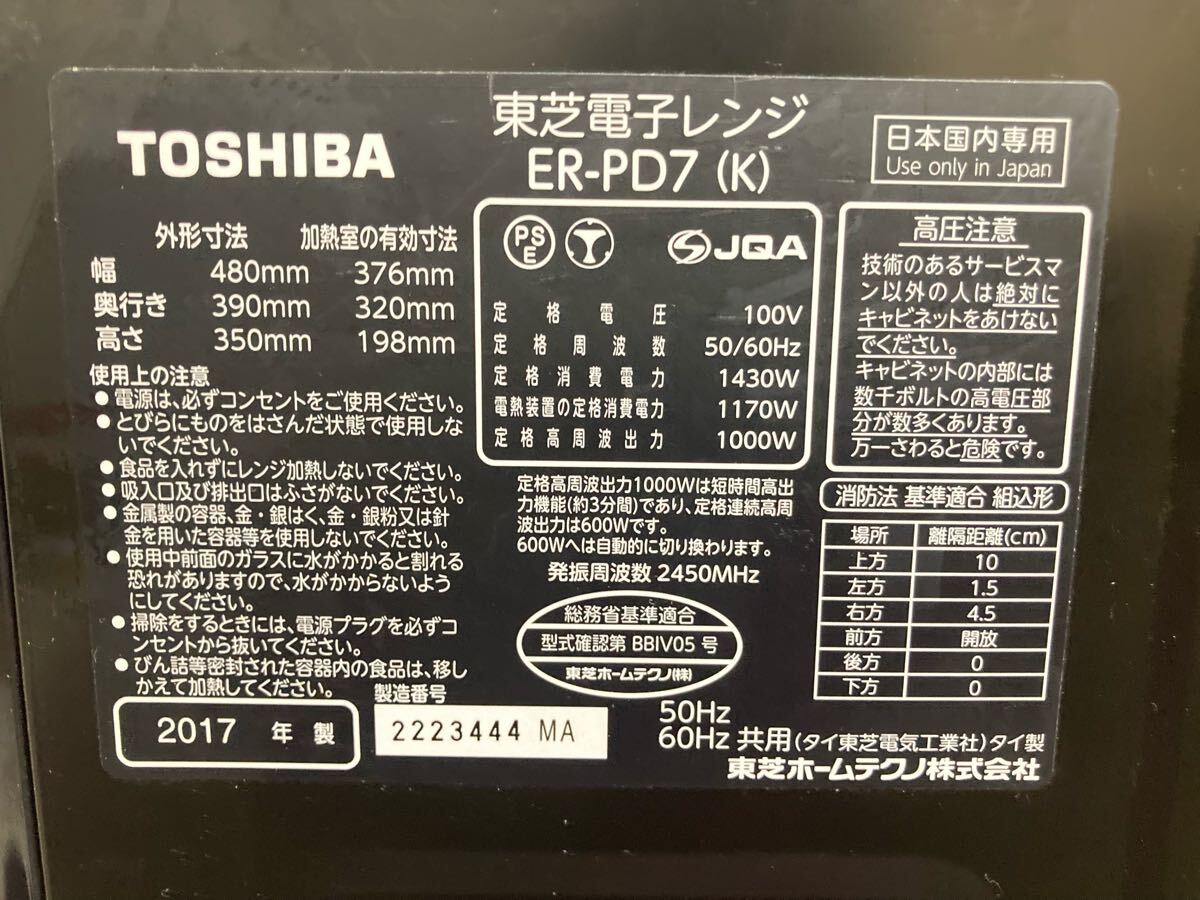 TOSHIBA
東芝電子レンジ
ER-PD7 (K)
日本国内専用
Use only in Japan
外形寸法 加熱室の有効寸法
幅 480mm 376mm
奥行き 390mm 320mm
高さ 350mm 198mm
使用上の注意
● 電源は、必ずコンセントをご使用ください。
● とびらにものをはさんだ状態で使用しな
いでください。
● 食品を入れずにレンジ加熱しないでください。
● 吸入口及び排出口はふさがないでください。
● 金属製の容器、金・銀はく、金・銀粉又は針
金を用いた容器等を使用しないでください。
● 使用中前面のガラスに水がかかると割れる
恐れがありますので、水がかからないよう
にしてください。
● 掃除をするときには、電源プラグを必ずコ
ンセントから抜いてください。
● びん詰等密封された容器内の食品は、移し
かえて加熱してください。
2017 年 製
製造番号
2223444 MA
PS
E
JQA
定格電圧 100V
定格周波数 50/60Hz
定格消費電力 1430W
電熱装置の定格消費電力 1170W
定格高周波出力 1000W
定格高周波出力1000Wは短時間高出
力機能(約3分間)であり、定格連続高周
波出力は600Wです。
600Wへは自動的に切り換わります。
発振周波数 2450MHz
総務省基準適合
型式確認第 BBIV05 号
東芝ホームテクノ(株)
高圧注意
技術のあるサービスマ
ン以外の人は絶対に
キャビネットをあけない
でください。
キャビネットの内部には
数千ボルトの高電圧部
分が数多くあります。
万一さわると危険です。
消防法 基準適合 組込形
場所 離隔距離(cm)
上方 10
左方 1.5
右方 4.5
前方 開放
後方 0
下方 0
50Hz
60Hz 共用 (タイ東芝電気工業社) タイ製
東芝ホームテクノ株式会社